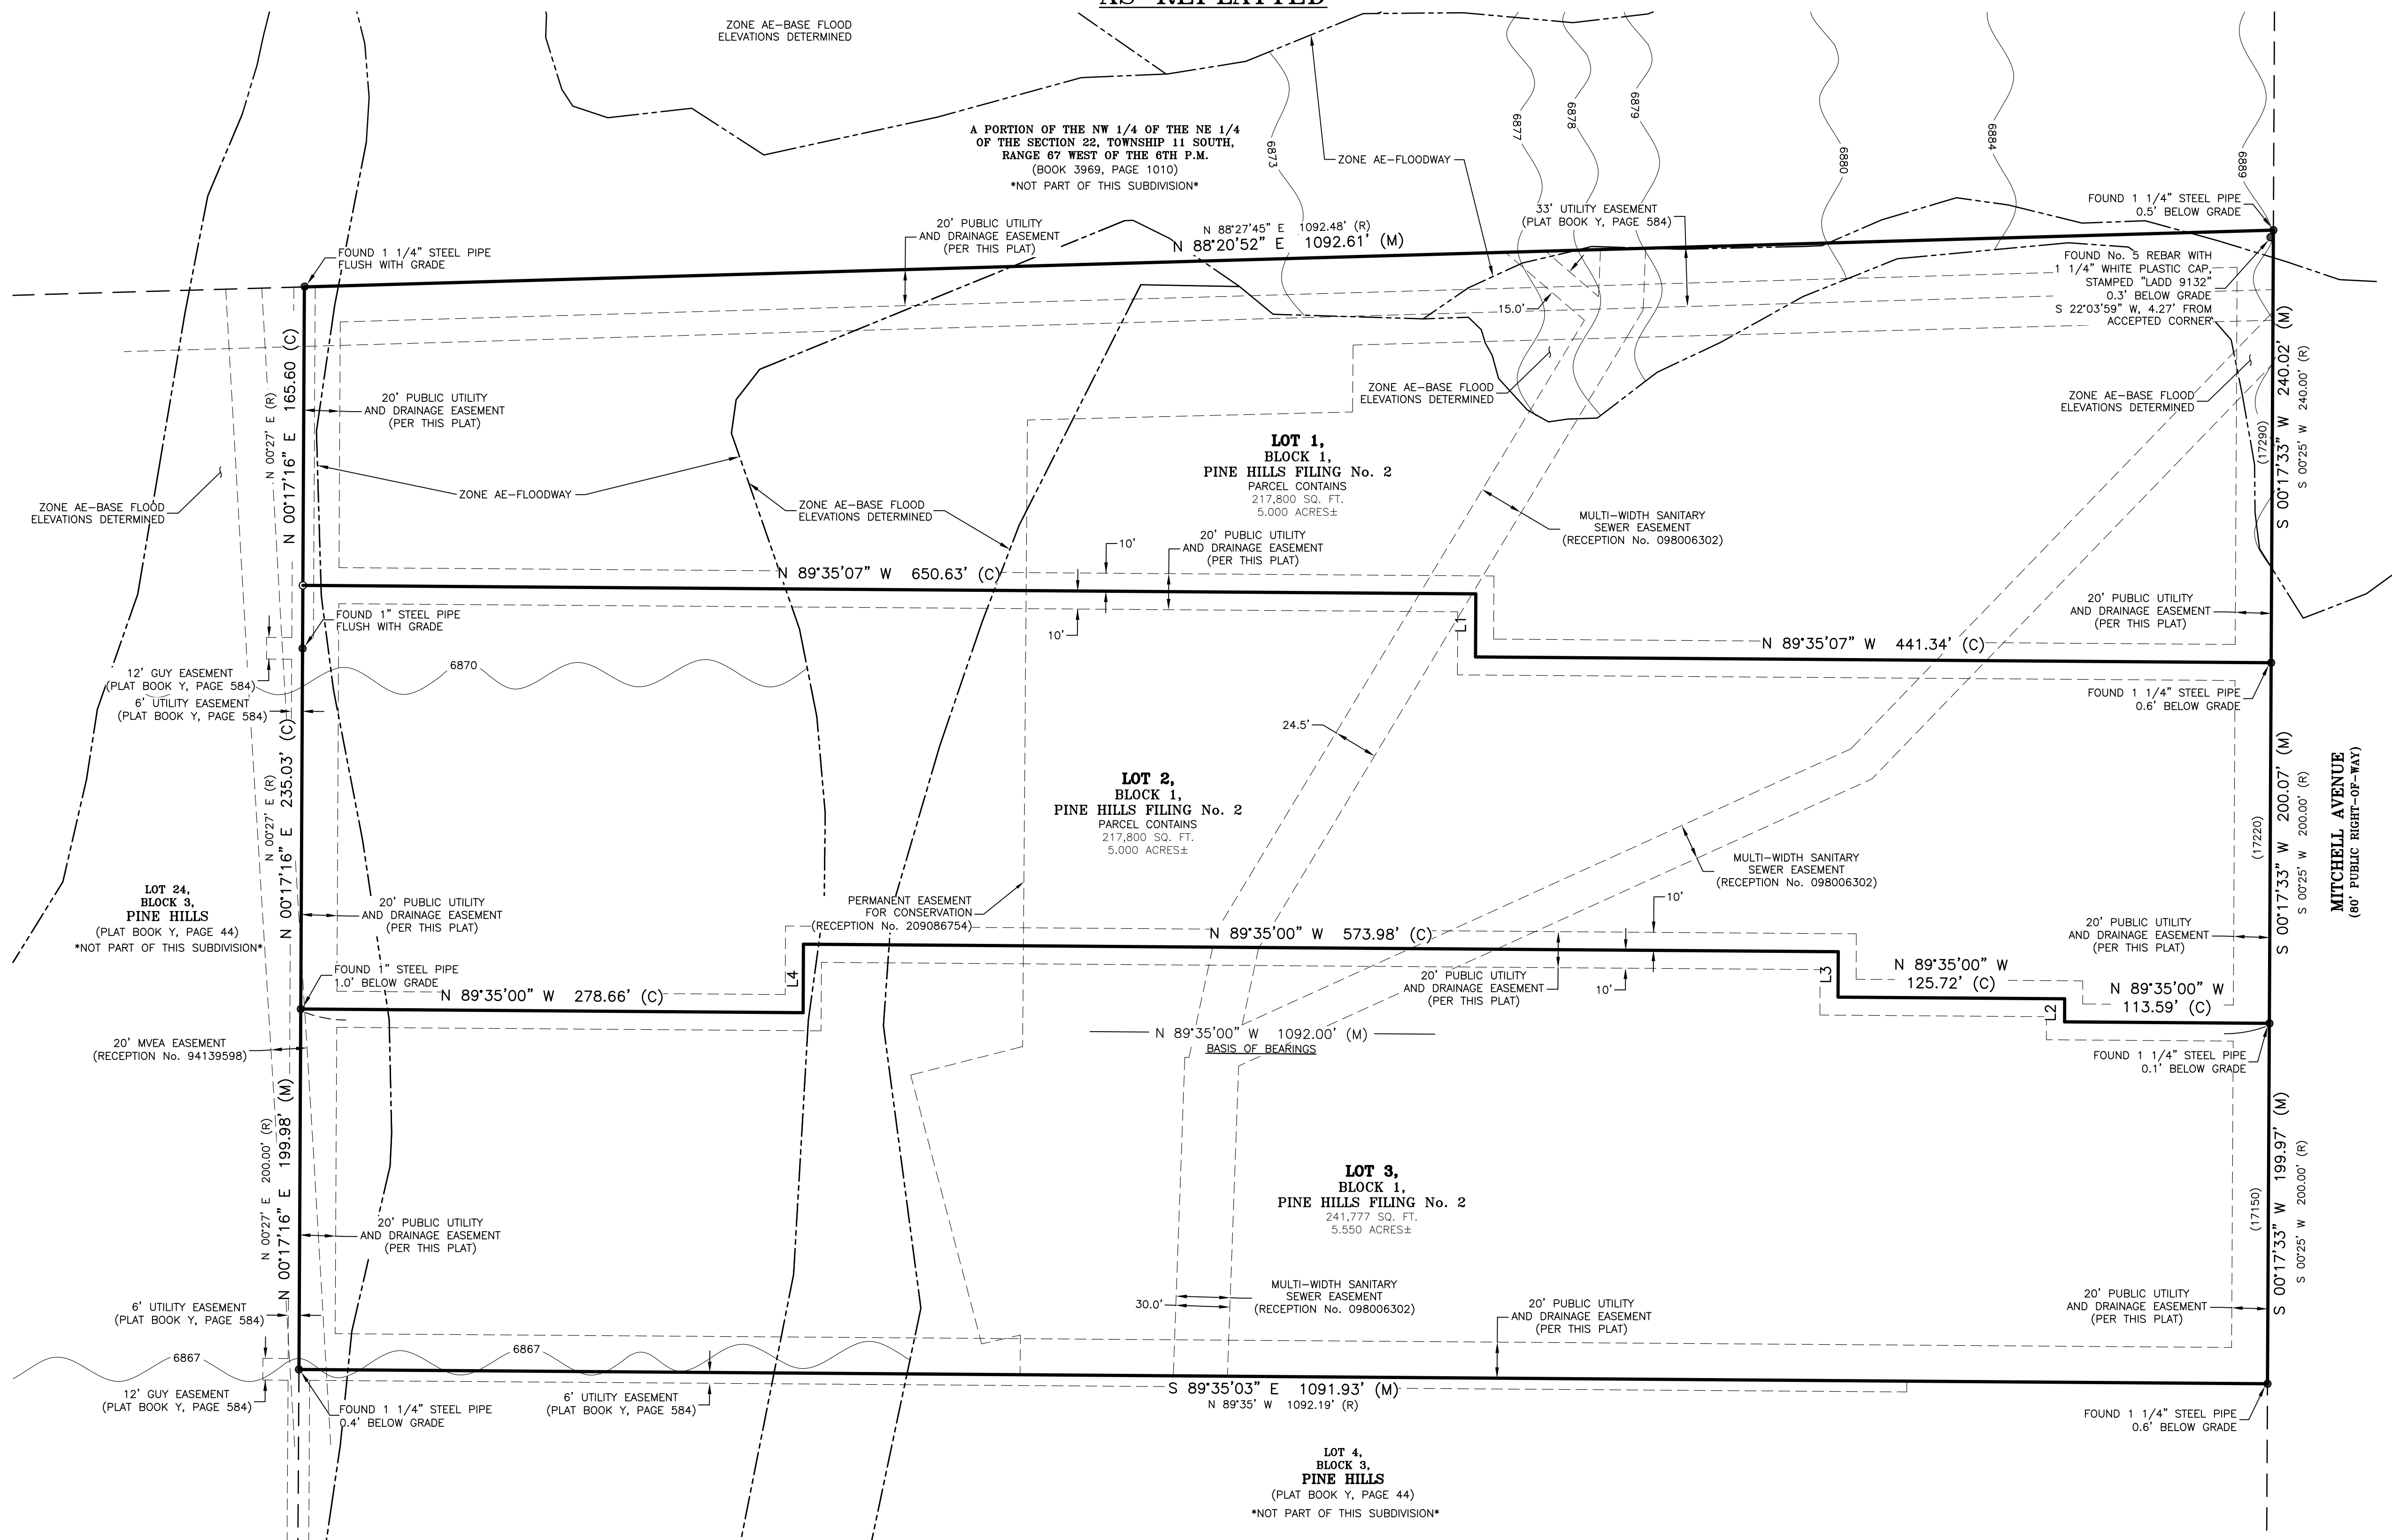 AS REPLATTED
ZONE AE-BASE FLOOD
ELEVATIONS DETERMINED
A PORTION OF THE NW 1/4 OF THE NE 1/4
OF THE SECTION 22, TOWNSHIP 11 SOUTH,
RANGE 67 WEST OF THE 6TH P.M.
(BOOK 3969, PAGE 1010)
*NOT PART OF THIS SUBDIVISION*
6873
ZONE AE-FLOODWAY
6877
6878
6879
6880
6884
6889
FOUND 1 1/4" STEEL PIPE
0.5' BELOW GRADE
33' UTILITY EASEMENT
(PLAT BOOK Y, PAGE 584)
20' PUBLIC UTILITY
AND DRAINAGE EASEMENT
(PER THIS PLAT)
N 88°27'45" E 1092.48' (R)
N 88°20'52" E 1092.61' (M)
FOUND 1 1/4" STEEL PIPE
FLUSH WITH GRADE
FOUND No. 5 REBAR WITH
1 1/4" WHITE PLASTIC CAP,
STAMPED "LADD 9132"
0.3' BELOW GRADE
S 22°03'59" W, 4.27' FROM
ACCEPTED CORNER
15.0'
N 00°17'16" E 165.60 (C)
N 00°27' E (R)
20' PUBLIC UTILITY
AND DRAINAGE EASEMENT
(PER THIS PLAT)
ZONE AE-BASE FLOOD
ELEVATIONS DETERMINED
ZONE AE-BASE FLOOD
ELEVATIONS DETERMINED
S 00°17'33" W 240.02' (M)
S 00°25' W 240.00' (R)
(17290)
LOT 1,
BLOCK 1,
PINE HILLS FILING No. 2
PARCEL CONTAINS
217,800 SQ. FT.
5.000 ACRES±
ZONE AE-BASE FLOOD
ELEVATIONS DETERMINED
ZONE AE-FLOODWAY
ZONE AE-BASE FLOOD
ELEVATIONS DETERMINED
MULTI-WIDTH SANITARY
SEWER EASEMENT
(RECEPTION No. 098006302)
10'
20' PUBLIC UTILITY
AND DRAINAGE EASEMENT
(PER THIS PLAT)
N 89°35'07" W 650.63' (C)
10'
L1
20' PUBLIC UTILITY
AND DRAINAGE EASEMENT
(PER THIS PLAT)
N 89°35'07" W 441.34' (C)
FOUND 1" STEEL PIPE
FLUSH WITH GRADE
12' GUY EASEMENT
(PLAT BOOK Y, PAGE 584)
6' UTILITY EASEMENT
(PLAT BOOK Y, PAGE 584)
6870
FOUND 1 1/4" STEEL PIPE
0.6' BELOW GRADE
24.5'
N 00°17'16" E 235.03' (C)
N 00°27' E (R)
LOT 2,
BLOCK 1,
PINE HILLS FILING No. 2
PARCEL CONTAINS
217,800 SQ. FT.
5.000 ACRES±
S 00°17'33" W 200.07' (M)
S 00°25' W 200.00' (R)
(17220)
MITCHELL AVENUE
(80' PUBLIC RIGHT-OF-WAY)
MULTI-WIDTH SANITARY
SEWER EASEMENT
(RECEPTION No. 098006302)
LOT 24,
BLOCK 3,
PINE HILLS
(PLAT BOOK Y, PAGE 44)
*NOT PART OF THIS SUBDIVISION*
20' PUBLIC UTILITY
AND DRAINAGE EASEMENT
(PER THIS PLAT)
PERMANENT EASEMENT
FOR CONSERVATION
(RECEPTION No. 209086754)
10'
N 89°35'00" W 573.98' (C)
20' PUBLIC UTILITY
AND DRAINAGE EASEMENT
(PER THIS PLAT)
FOUND 1" STEEL PIPE
1.0' BELOW GRADE
N 89°35'00" W 278.66' (C)
L4
20' PUBLIC UTILITY
AND DRAINAGE EASEMENT
(PER THIS PLAT)
10'
L3
N 89°35'00" W
125.72' (C)
L2
N 89°35'00" W
113.59' (C)
N 89°35'00" W 1092.00' (M)
BASIS OF BEARINGS
20' MVEA EASEMENT
(RECEPTION No. 94139598)
FOUND 1 1/4" STEEL PIPE
0.1' BELOW GRADE
N 00°17'16" E 199.98' (M)
N 00°27' E 200.00' (R)
LOT 3,
BLOCK 1,
PINE HILLS FILING No. 2
241,777 SQ. FT.
5.550 ACRES±
S 00°17'33" W 199.97' (M)
S 00°25' W 200.00' (R)
(17150)
20' PUBLIC UTILITY
AND DRAINAGE EASEMENT
(PER THIS PLAT)
MULTI-WIDTH SANITARY
SEWER EASEMENT
(RECEPTION No. 098006302)
30.0'
20' PUBLIC UTILITY
AND DRAINAGE EASEMENT
(PER THIS PLAT)
20' PUBLIC UTILITY
AND DRAINAGE EASEMENT
(PER THIS PLAT)
6' UTILITY EASEMENT
(PLAT BOOK Y, PAGE 584)
6867
6867
12' GUY EASEMENT
(PLAT BOOK Y, PAGE 584)
FOUND 1 1/4" STEEL PIPE
0.4' BELOW GRADE
6' UTILITY EASEMENT
(PLAT BOOK Y, PAGE 584)
S 89°35'03" E 1091.93' (M)
N 89°35' W 1092.19' (R)
FOUND 1 1/4" STEEL PIPE
0.6' BELOW GRADE
LOT 4,
BLOCK 3,
PINE HILLS
(PLAT BOOK Y, PAGE 44)
*NOT PART OF THIS SUBDIVISION*